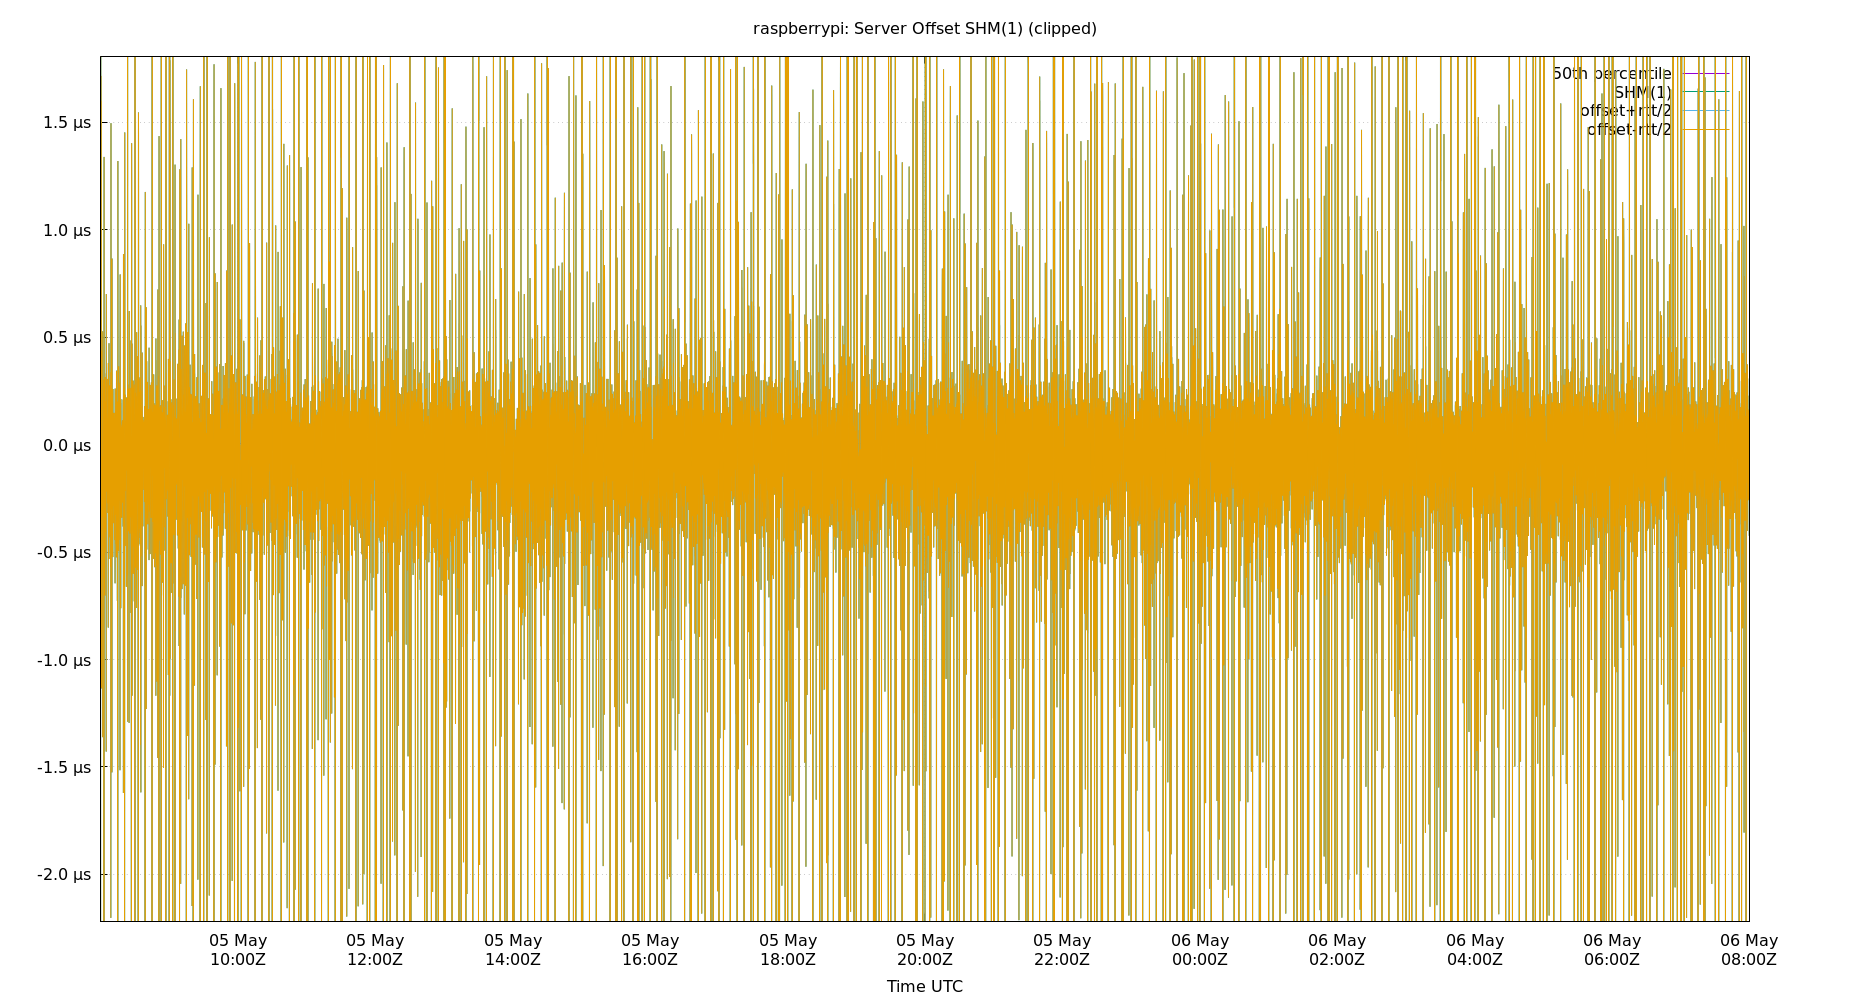 raspberrypi: Server Offset SHM(1) (clipped)
50th percentile
SHM(1)
offset+rtt/2
offset-rtt/2
1.5 µs
1.0 µs
0.5 µs
0.0 µs
-0.5 µs
-1.0 µs
-1.5 µs
-2.0 µs
05 May 05 May 05 May 05 May 05 May 05 May 05 May 06 May 06 May 06 May 06 May 06 May
10:00Z 12:00Z 14:00Z 16:00Z 18:00Z 20:00Z 22:00Z 00:00Z 02:00Z 04:00Z 06:00Z 08:00Z
Time UTC